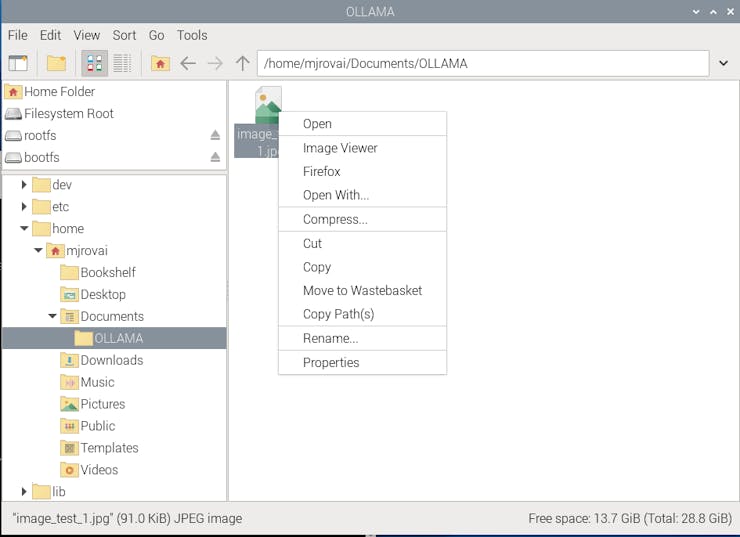 OLLAMA
File Edit View Sort Go Tools
/home/mjrovai/Documents/OLLAMA
Home Folder
Filesystem Root
rootfs
bootfs
dev
etc
home
mjrovai
Bookshelf
Desktop
Documents
OLLAMA
Downloads
Music
Pictures
Public
Templates
Videos
lib
image_
1.jp
Open
Image Viewer
Firefox
Open With...
Compress...
Cut
Copy
Move to Wastebasket
Copy Path(s)
Rename...
Properties
"image_test_1.jpg" (91.0 KiB) JPEG image
Free space: 13.7 GiB (Total: 28.8 GiB)